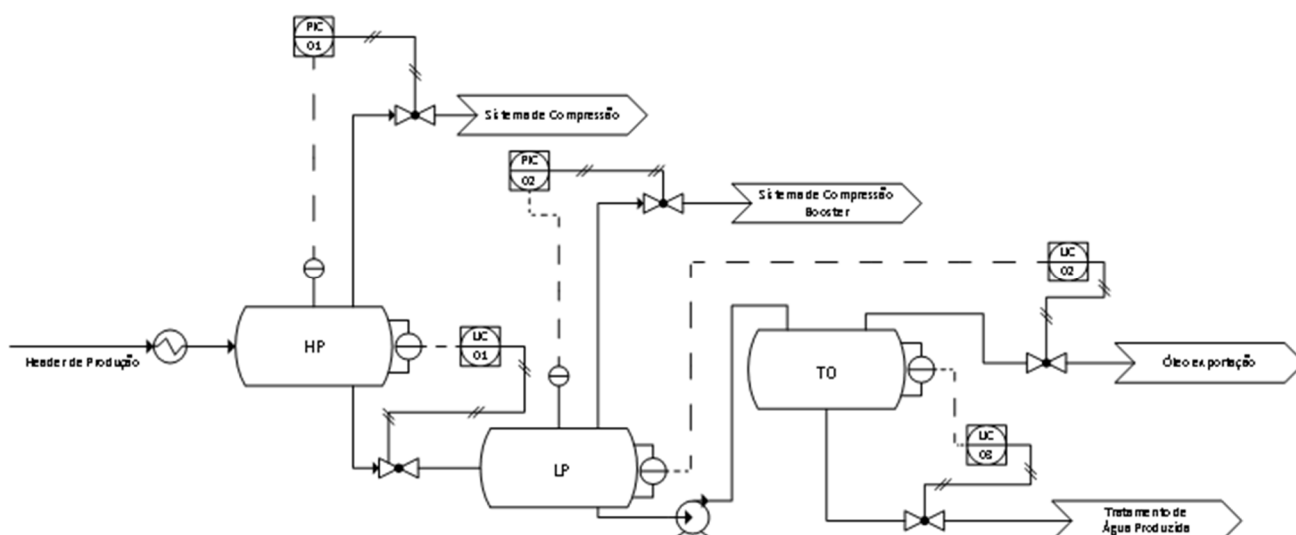 PIC
01
Sistema de Compressão
PIC
02
Sistema de Compressão
Booster
LIC
02
Header de Produção
HP
LIC
01
TO
Óleo exportação
LP
LIC
03
Tratamento de
Água Produzida